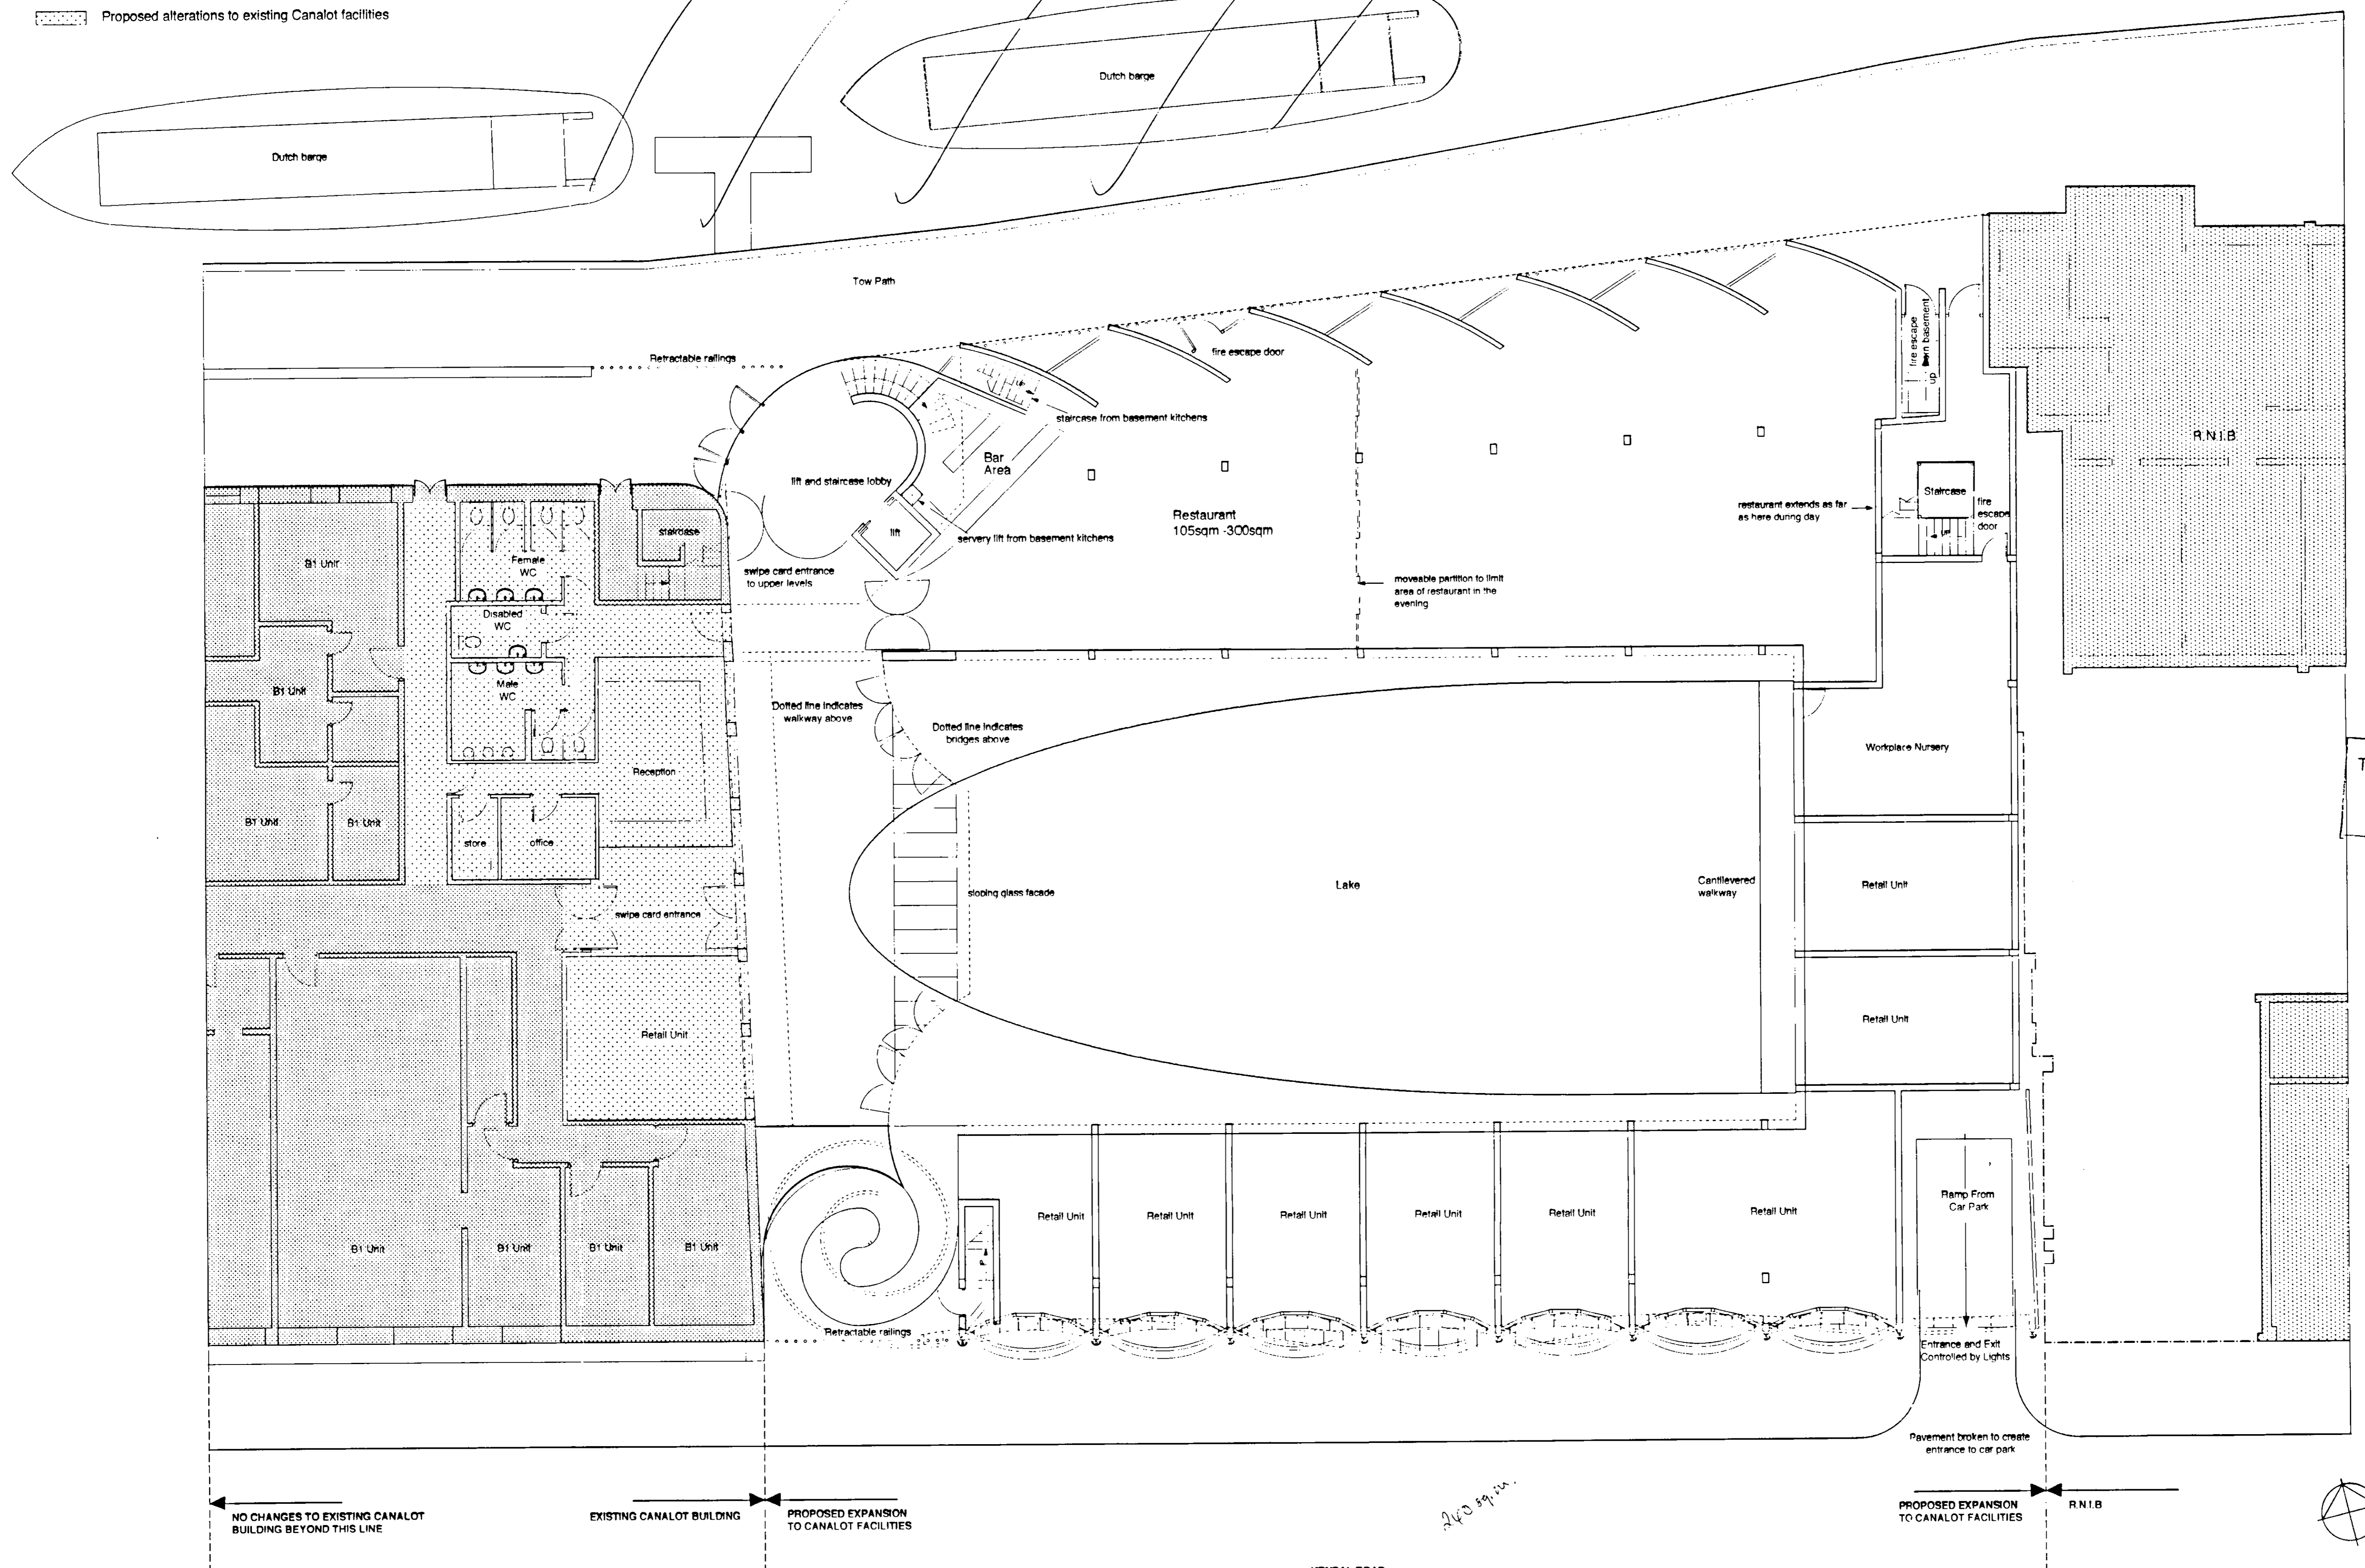 Proposed alterations to existing Canalot facilities
Dutch barge
Dutch barge
Tow Path
Retractable railings
fire escape door
fire escape
from basement
up
staircase from basement kitchens
R.N.I.B
Bar
Area
lift and staircase lobby
lift
servery lift from basement kitchens
Restaurant
105sqm -300sqm
restaurant extends as far
as here during day
Staircase
fire
escape
door
UP
staircase
swipe card entrance
to upper levels
moveable partition to limit
area of restaurant in the
evening
B1 Unit
Female
WC
Disabled
WC
Male
WC
B1 Unit
Dotted line indicates
walkway above
Dotted line indicates
bridges above
Workplace Nursery
Reception
B1 Unit
B1 Unit
store
office
Lake
Cantilevered
walkway
Retail Unit
sloping glass facade
swipe card entrance
Retail Unit
Retail Unit
Ramp From
Car Park
Retail Unit
Retail Unit
Retail Unit
Retail Unit
Retail Unit
Retail Unit
B1 Unit
B1 Unit
B1 Unit
B1 Unit
Retractable railings
Entrance and Exit
Controlled by Lights
Pavement broken to create
entrance to car park
240 sq.m.
NO CHANGES TO EXISTING CANALOT
BUILDING BEYOND THIS LINE
EXISTING CANALOT BUILDING
PROPOSED EXPANSION
TO CANALOT FACILITIES
PROPOSED EXPANSION
TO CANALOT FACILITIES
R.N.I.B